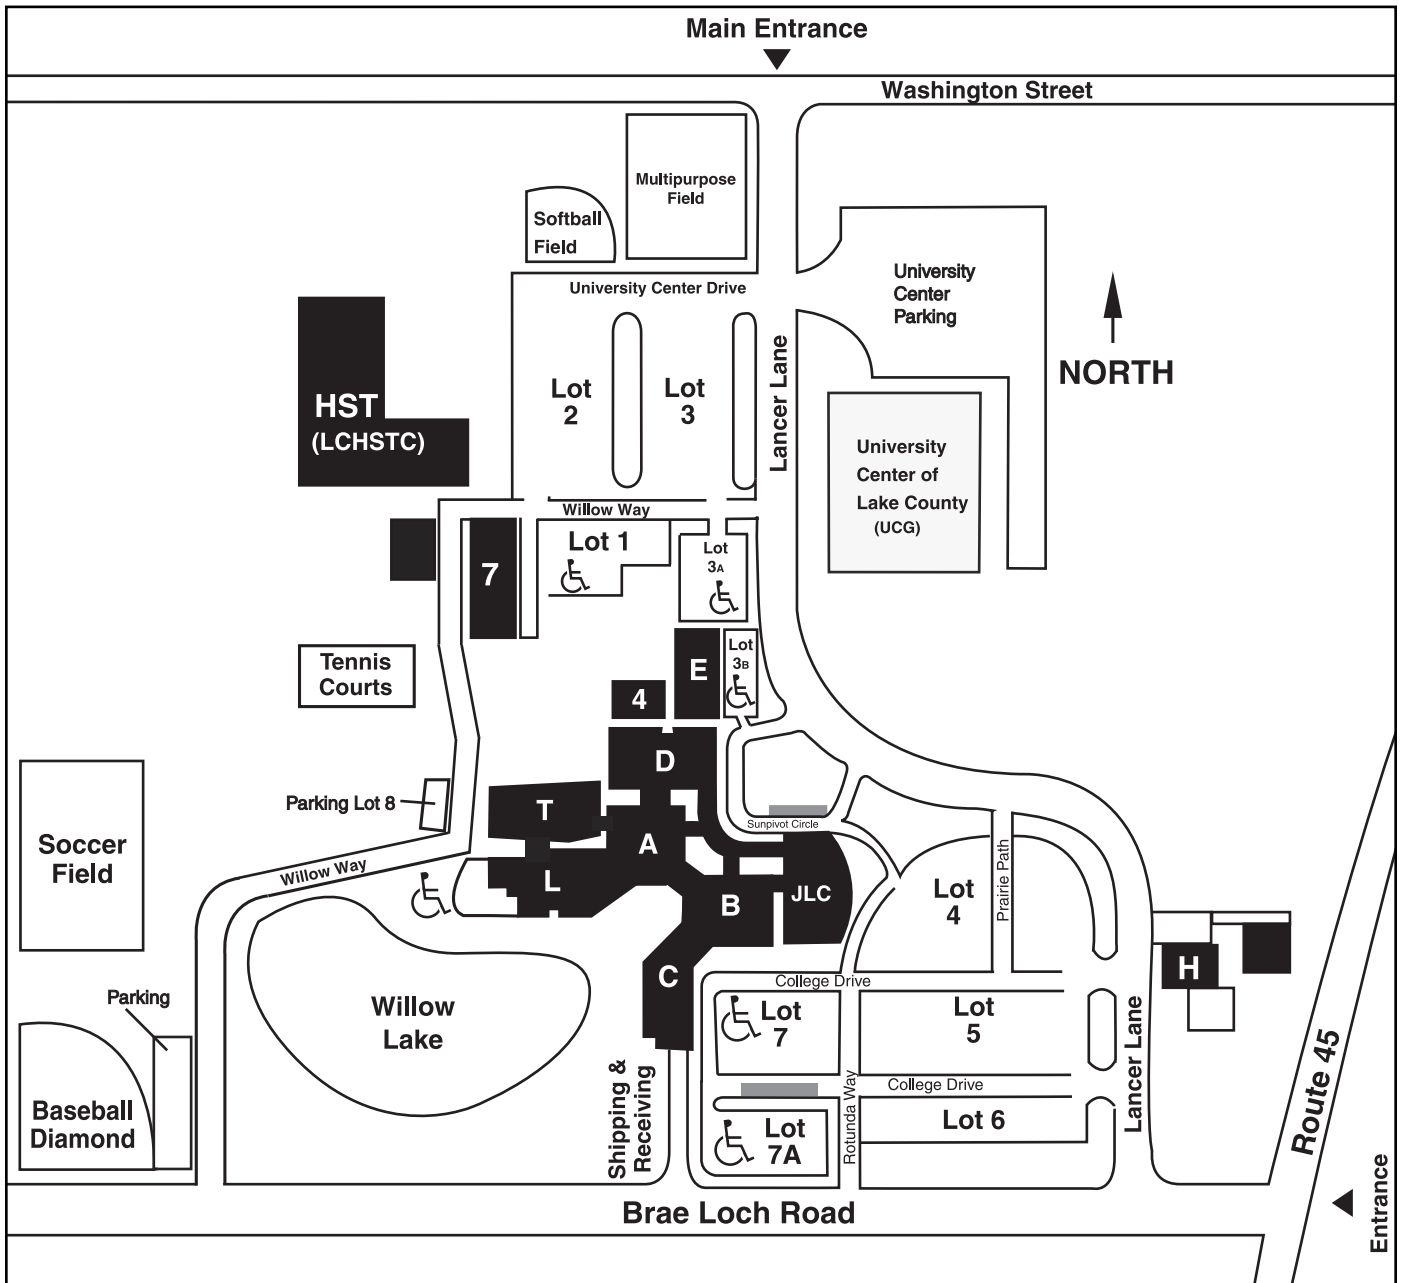 Main Entrance
Washington Street
Multipurpose
Field
Softball
Field
University Center Drive
University
Center
Parking
NORTH
Lancer Lane
HST
(LCHSTC)
Lot
2
Lot
3
University
Center of
Lake County
(UCG)
Willow Way
Lot 1
Lot
3A
7
Lot
3B
E
4
Tennis
Courts
D
Parking Lot 8
T
Sunpivot Circle
A
Soccer
Field
Willow Way
L
B
JLC
Lot
4
Prairie Path
C
H
College Drive
Parking
Willow
Lake
Lot
7
Lot
5
Lancer Lane
Route 45
Shipping &
Receiving
Rotunda Way
College Drive
Baseball
Diamond
Lot
7A
Lot 6
Brae Loch Road
Entrance